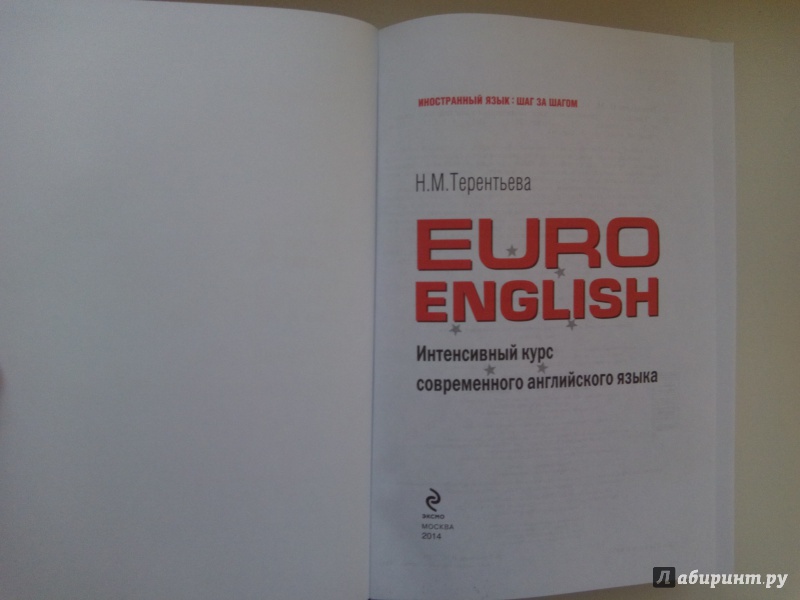 ИНОСТРАННЫЙ ЯЗЫК : ШАГ ЗА ШАГОМ
Н.М.Терентьева
EURO
ENGLISH
Интенсивный курс
современного английского языка
ЭКСМО
МОСКВА
2014
Лабиринт.ру